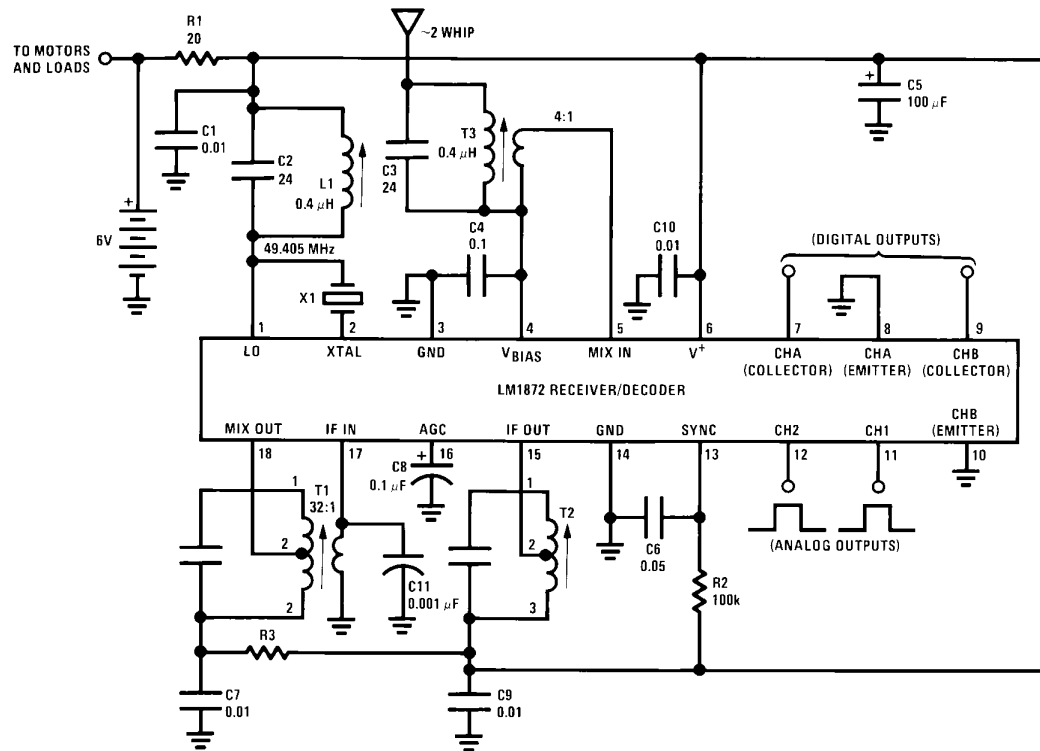 R1
20
~2 WHIP
TO MOTORS
AND LOADS
+
C5
100 µF
C1
0.01
C2
24
L1
0.4 µH
C3
24
T3
0.4 µH
4:1
+
6V
49.405 MHz
X1
C4
0.1
C10
0.01
(DIGITAL OUTPUTS)
1
2
3
4
5
6
7
8
9
LO
XTAL
GND
VBIAS
MIX IN
V+
CHA
(COLLECTOR)
CHA
(EMITTER)
CHB
(COLLECTOR)
LM1872 RECEIVER/DECODER
MIX OUT
IF IN
AGC
IF OUT
GND
SYNC
CH2
CH1
CHB
(EMITTER)
18
17
16
15
14
13
12
11
10
+
C8
0.1 µF
1
T1
32:1
2
2
C11
0.001 µF
1
T2
2
3
C6
0.05
R2
100k
(ANALOG OUTPUTS)
R3
C7
0.01
C9
0.01